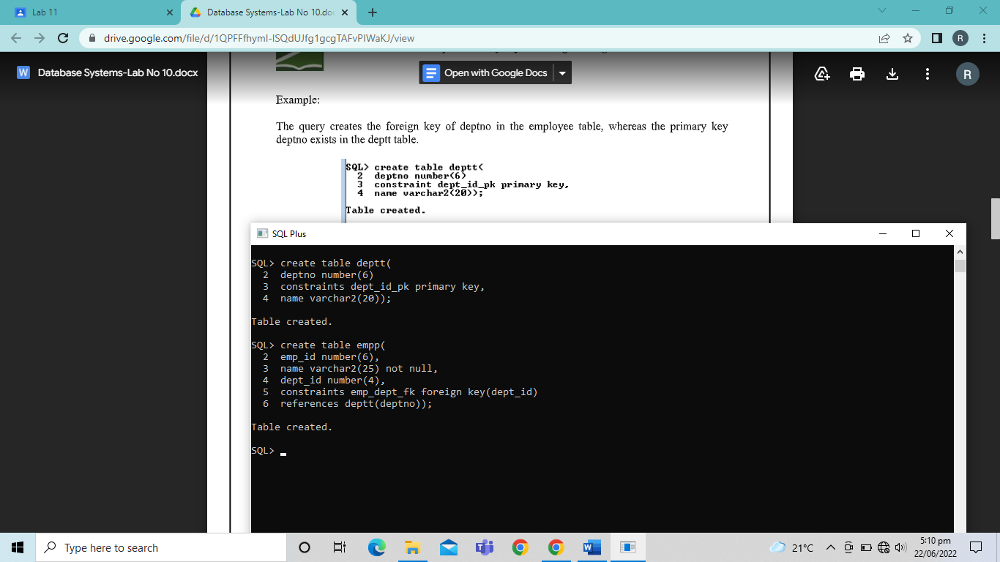 Lab 11
Database Systems-Lab No 10.doc
drive.google.com/file/d/1QPFFfhymI-lSQdUJfg1gcgTAFvPlWaKJ/view
R
Database Systems-Lab No 10.docx
Open with Google Docs
R
Example:
The query creates the foreign key of deptno in the employee table, whereas the primary key
deptno exists in the deptt table.
SQL> create table deptt(
2 deptno number(6)
3 constraint dept_id_pk primary key,
4 name varchar2(20));
Table created.
SQL Plus
SQL> create table deptt(
2 deptno number(6)
3 constraints dept_id_pk primary key,
4 name varchar2(20));
Table created.
SQL> create table empp(
2 emp_id number(6),
3 name varchar2(25) not null,
4 dept_id number(4),
5 constraints emp_dept_fk foreign key(dept_id)
6 references deptt(deptno));
Table created.
SQL>
Type here to search
21°C
5:10 pm
22/06/2022